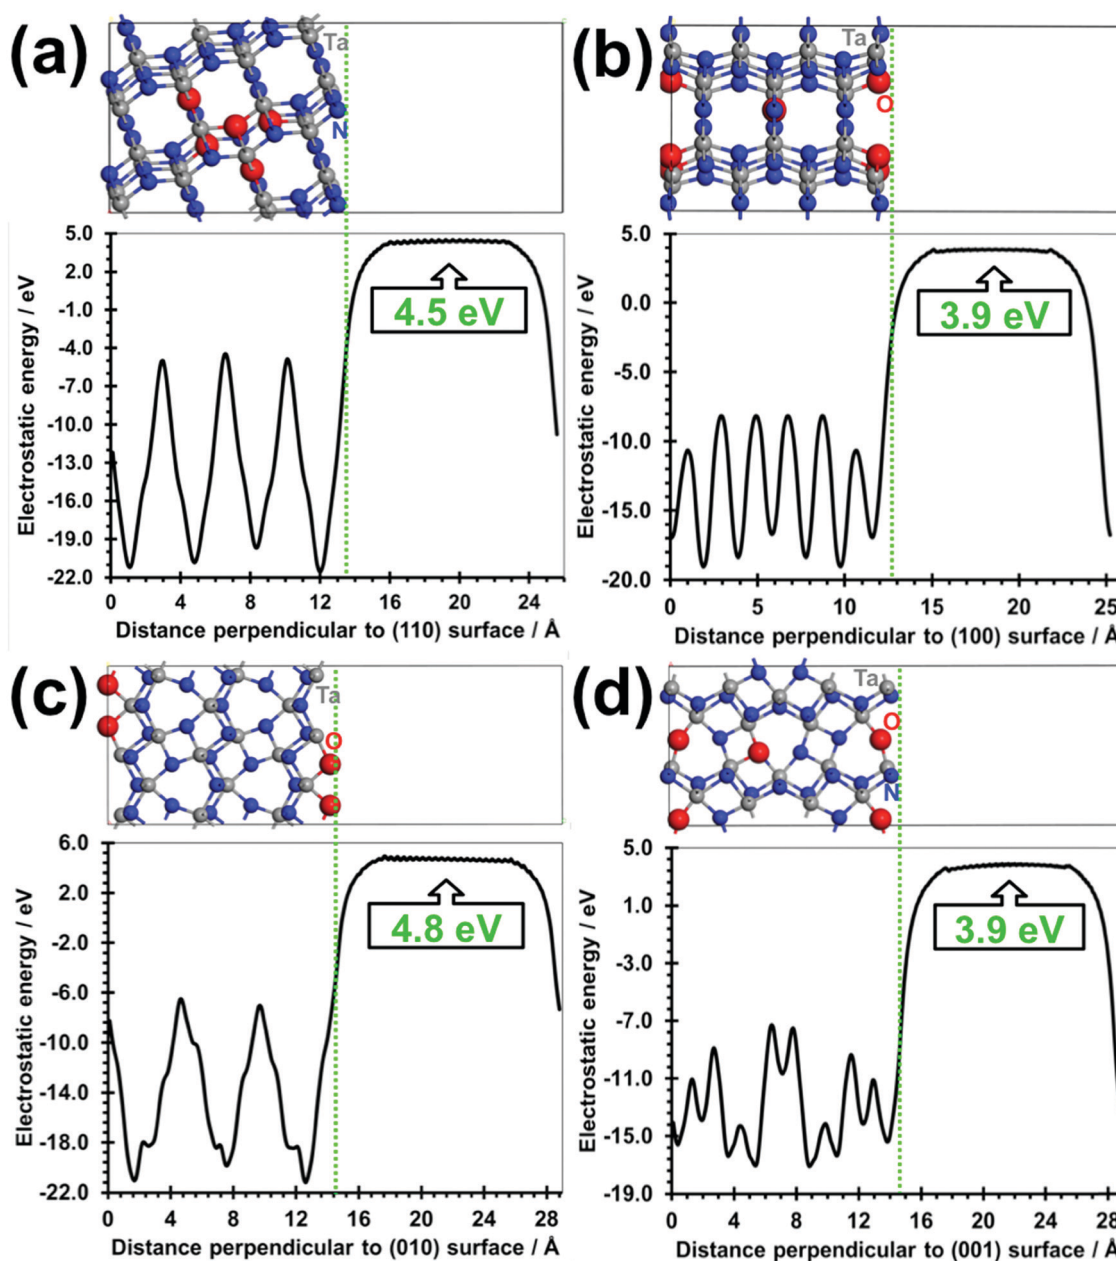 (a)
Ta
N
5.0
2.0
-1.0
-4.0
-7.0
-10.0
-13.0
-16.0
-19.0
-22.0
Electrostatic energy / eV
4.5 eV
0 4 8 12 16 20 24
Distance perpendicular to (110) surface / Å
(b)
Ta
O
5.0
0.0
-5.0
-10.0
-15.0
-20.0
Electrostatic energy / eV
3.9 eV
0 5 10 15 20 25
Distance perpendicular to (100) surface / Å
(c)
Ta
O
6.0
2.0
-2.0
-6.0
-10.0
-14.0
-18.0
-22.0
Electrostatic energy / eV
4.8 eV
0 4 8 12 16 20 24 28
Distance perpendicular to (010) surface / Å
(d)
Ta
O
N
5.0
1.0
-3.0
-7.0
-11.0
-15.0
-19.0
Electrostatic energy / eV
3.9 eV
0 4 8 12 16 20 24 28
Distance perpendicular to (001) surface / Å